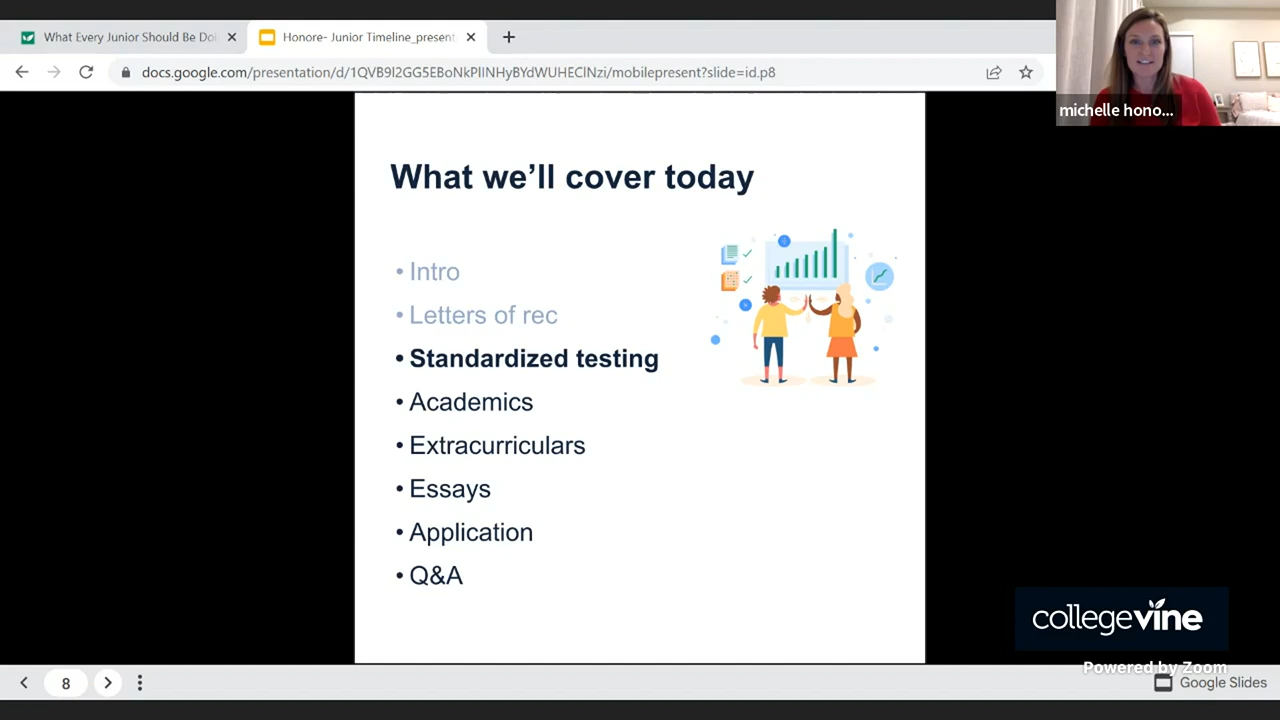 What Every Junior Should Be Doi
Honore- Junior Timeline_present
docs.google.com/presentation/d/1QVB9l2GG5EBoNkPlINHyBYdWUHEClNzi/mobilepresent?slide=id.p8
michelle hono...
What we'll cover today
• Intro
• Letters of rec
• Standardized testing
• Academics
• Extracurriculars
• Essays
• Application
• Q&A
collegevine
Powered by Zoom
8
Google Slides